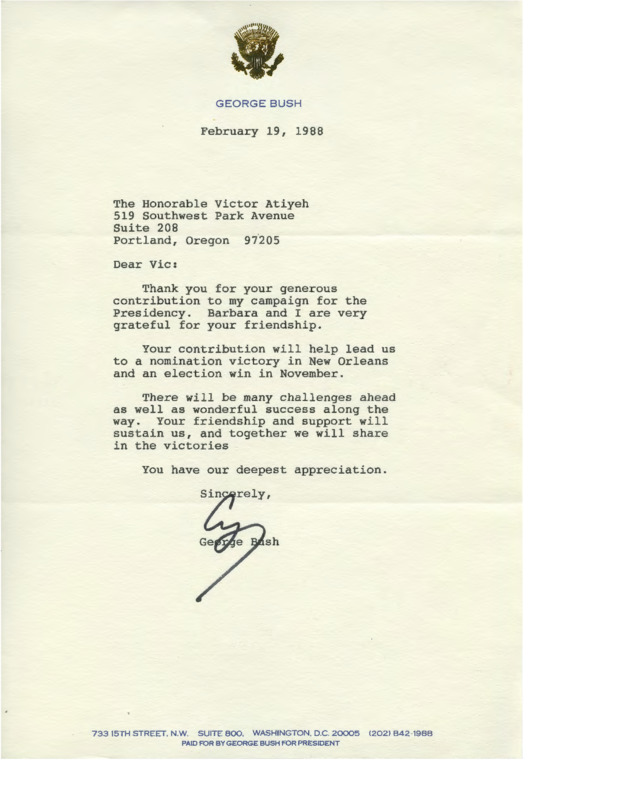 GEORGE BUSH
February 19, 1988
The Honorable Victor Atiyeh
519 Southwest Park Avenue
Suite 208
Portland, Oregon 97205
Dear Vic:
Thank you for your generous
contribution to my campaign for the
Presidency. Barbara and I are very
grateful for your friendship.
Your contribution will help lead us
to a nomination victory in New Orleans
and an election win in November.
There will be many challenges ahead
as well as wonderful success along the
way. Your friendship and support will
sustain us, and together we will share
in the victories
You have our deepest appreciation.
Sincerely,
George Bush
733 15TH STREET, N.W. SUITE 800, WASHINGTON, D.C. 20005 (202) 842-1988
PAID FOR BY GEORGE BUSH FOR PRESIDENT